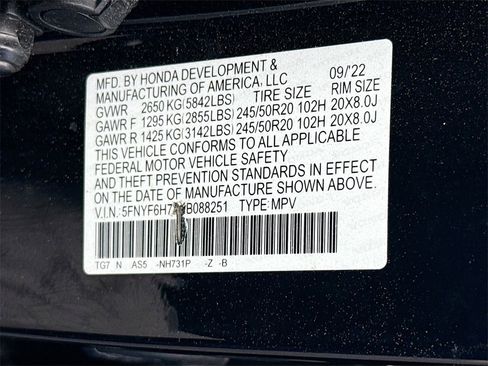 MFD. BY HONDA DEVELOPMENT &
MANUFACTURING OF AMERICA, LLC 09/'22
GVWR 2650 KG(5842LBS) TIRE SIZE RIM SIZE
GAWR F 1295 KG(2855LBS) 245/50R20 102H 20X8.0J
GAWR R 1425 KG(3142LBS) 245/50R20 102H 20X8.0J
THIS VEHICLE CONFORMS TO ALL APPLICABLE
FEDERAL MOTOR VEHICLE SAFETY
AND THEFT PREVENTION STANDARDS IN EFFECT
ON THE DATE OF MANUFACTURE SHOWN ABOVE.
V.I.N.: TYPE: MPV
TG7 N AS5 -NH731P -Z -B